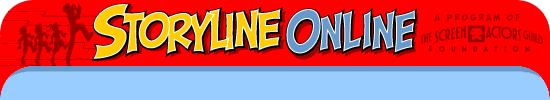 STORYLINE ONLINE
A PROGRAM OF
THE SCREEN ACTORS GUILD
FOUNDATION